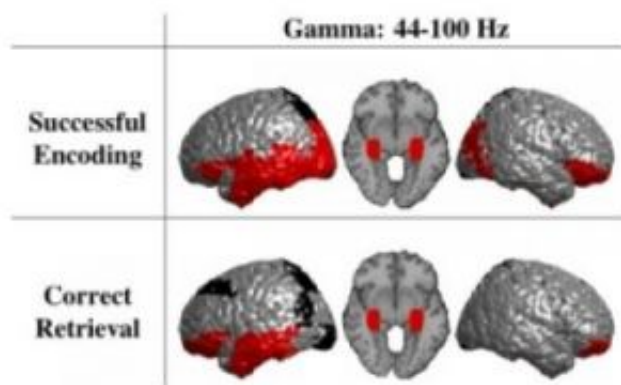 Gamma: 44-100 Hz
Successful
Encoding
Correct
Retrieval